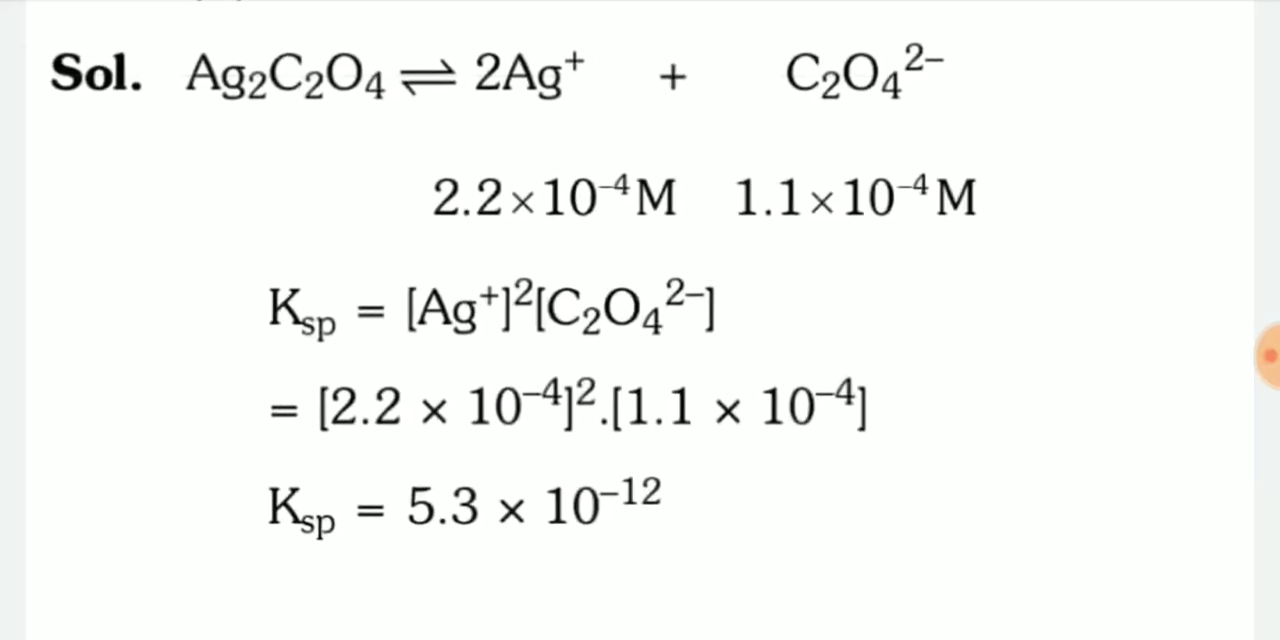 Sol. Ag₂C₂O₄ ⇌ 2Ag⁺ + C₂O₄²⁻
2.2×10⁻⁴M 1.1×10⁻⁴M
Kₛₚ = [Ag⁺]²[C₂O₄²⁻]
= [2.2 × 10⁻⁴]².[1.1 × 10⁻⁴]
Kₛₚ = 5.3 × 10⁻¹²